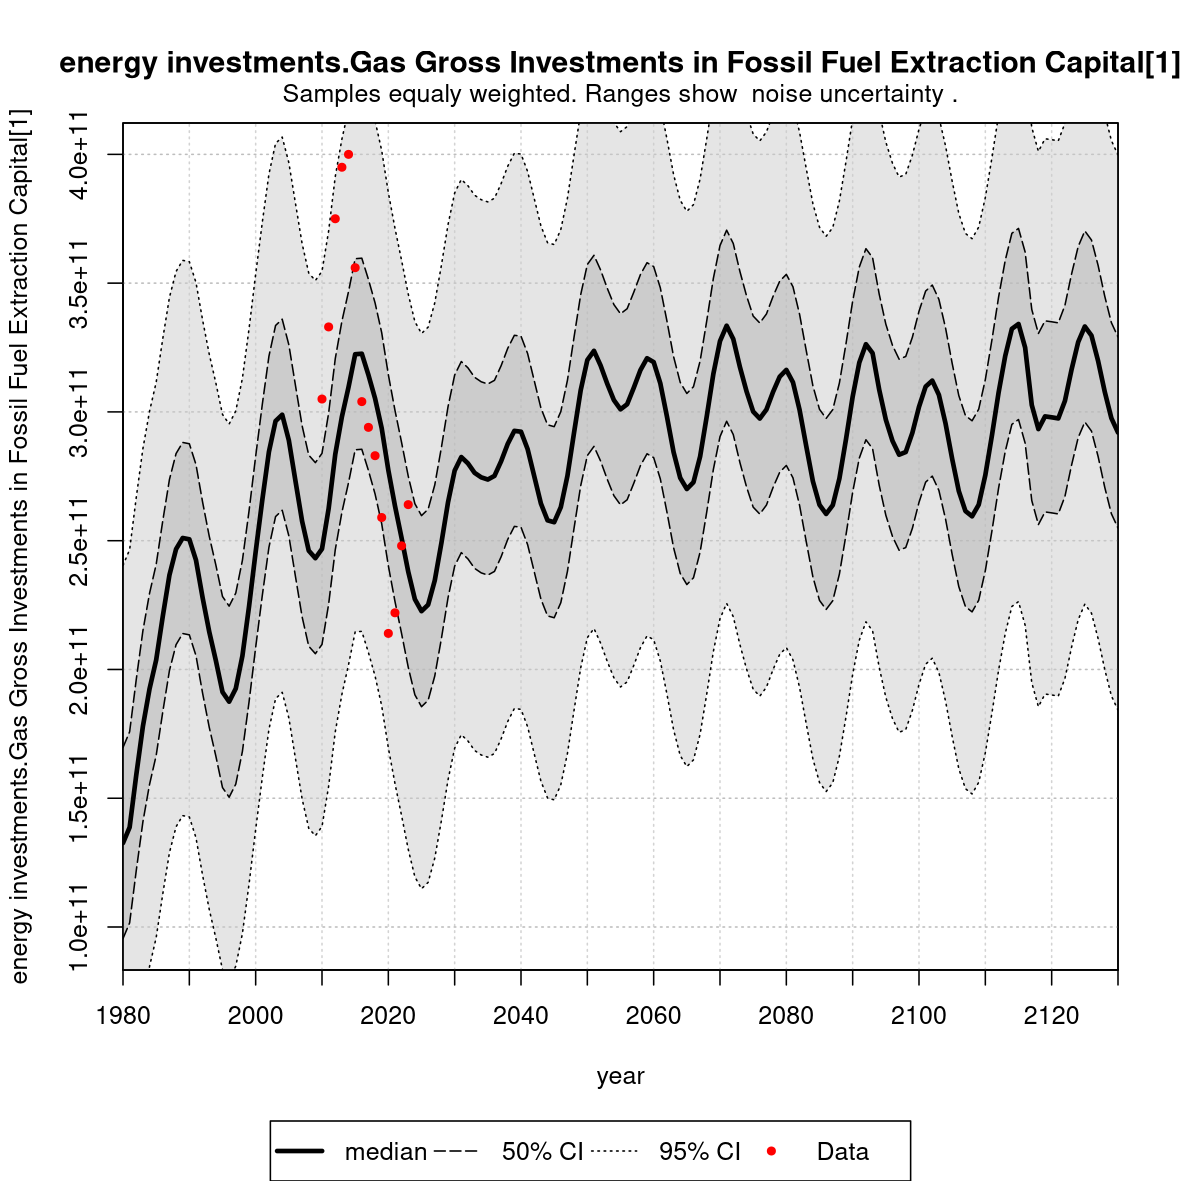 energy investments.Gas Gross Investments in Fossil Fuel Extraction Capital[1]
Samples equaly weighted. Ranges show  noise uncertainty .
energy investments.Gas Gross Investments in Fossil Fuel Extraction Capital[1]
4.0e+11
3.5e+11
3.0e+11
2.5e+11
2.0e+11
1.5e+11
1.0e+11
1980 2000 2020 2040 2060 2080 2100 2120
year
median 50% CI 95% CI Data